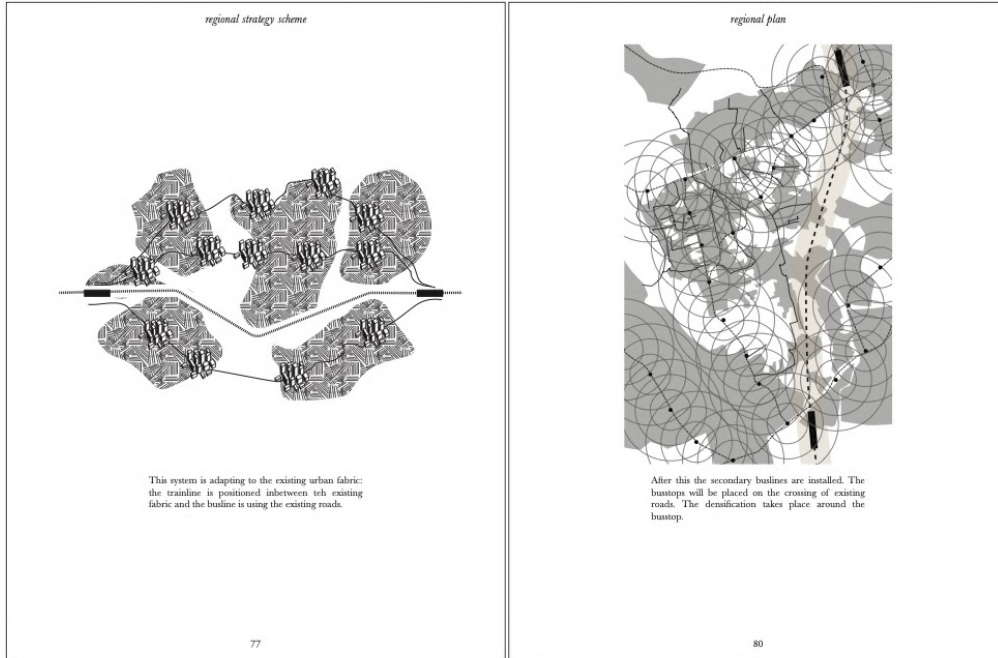 regional strategy scheme
This system is adapting to the existing urban fabric:
the trainline is positioned inbetween teh existing
fabric and the busline is using the existing roads.
77
regional plan
After this the secondary buslines are installed. The
busstops will be placed on the crossing of existing
roads. The densification takes place around the
busstop.
80